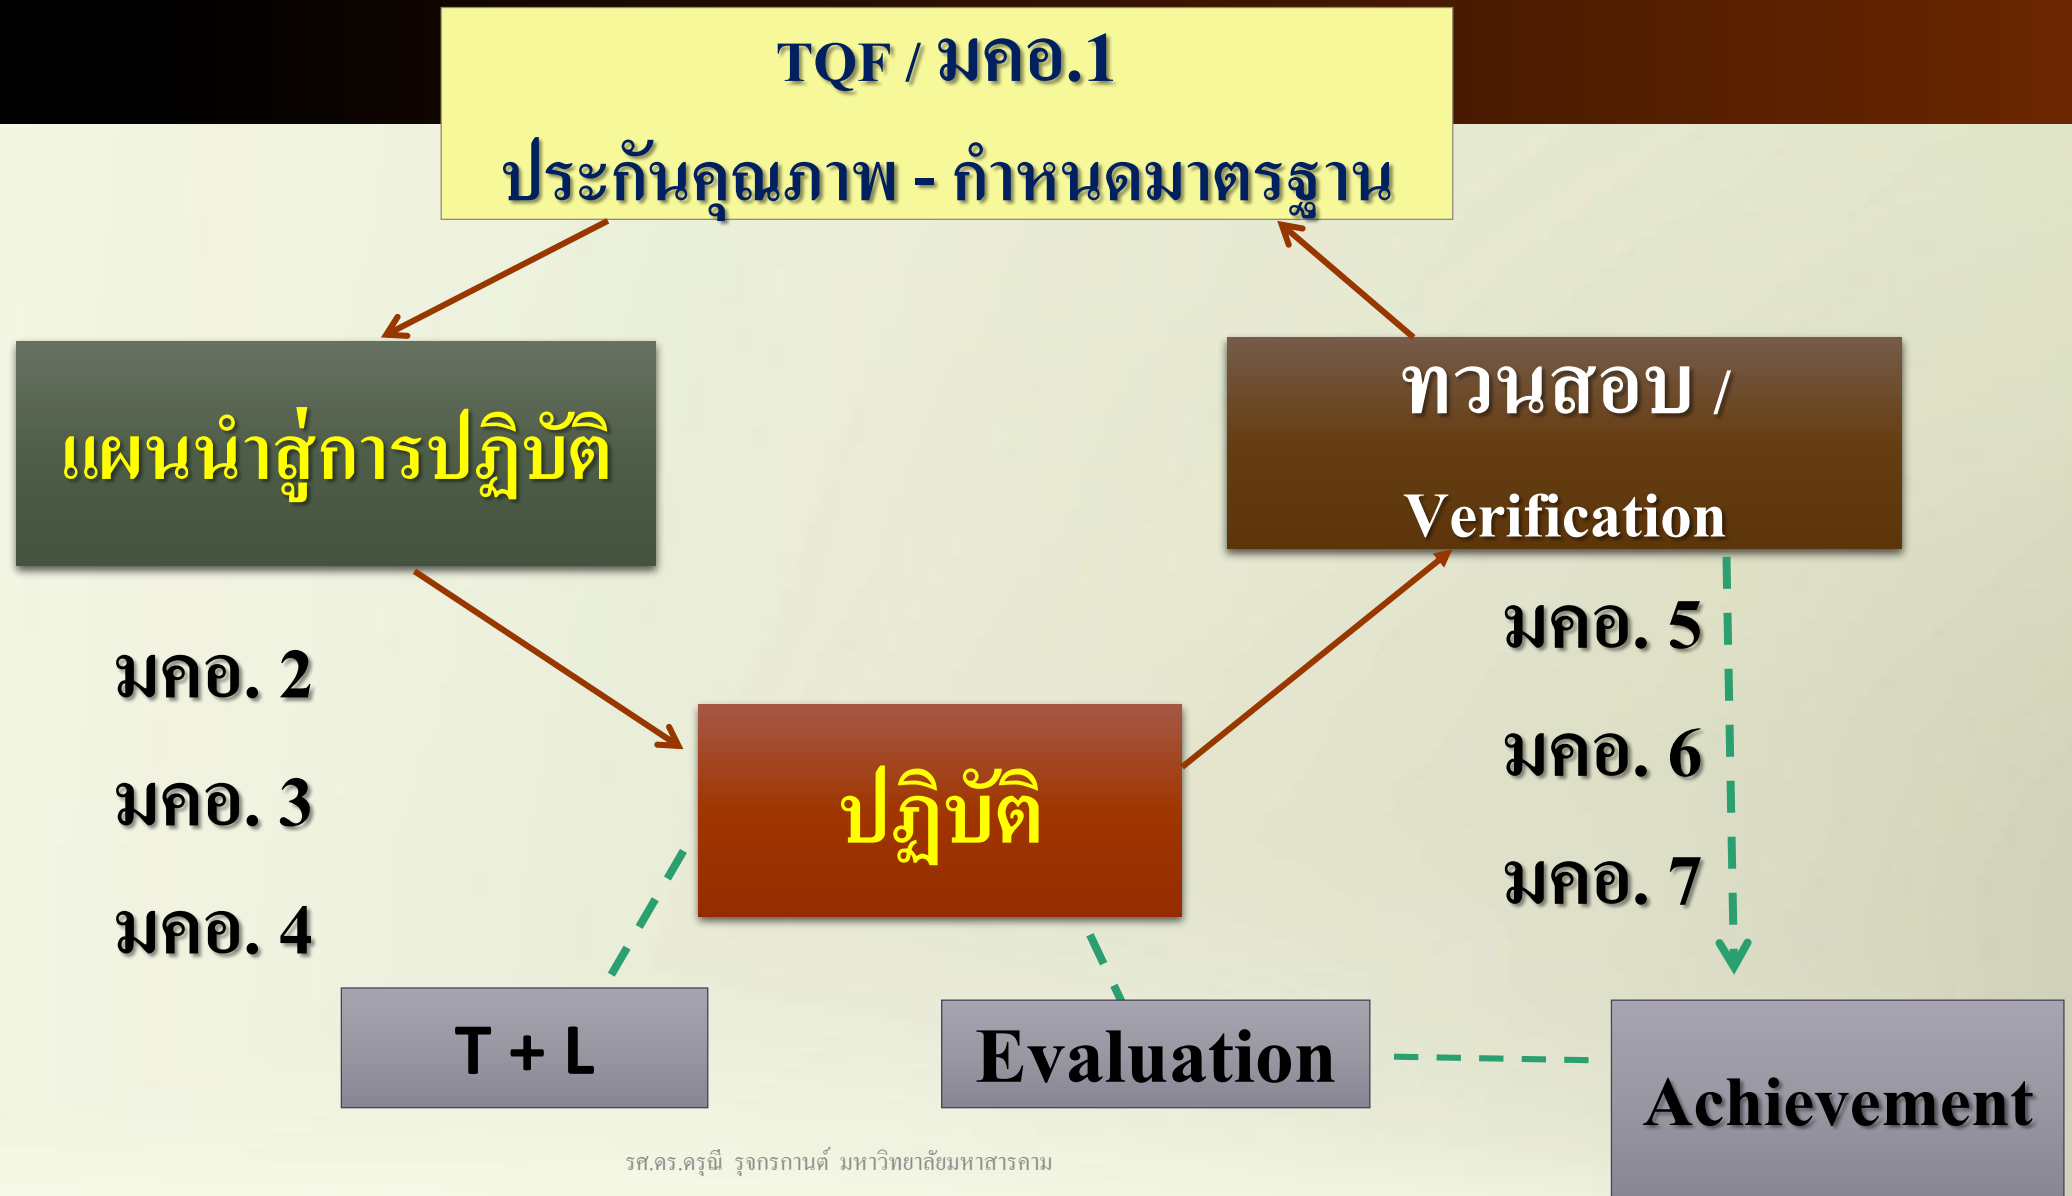 TQF / มคอ.1
ประกันคุณภาพ - กำหนดมาตรฐาน
แผนนำสู่การปฏิบัติ
ทวนสอบ /
Verification
มคอ. 2
มคอ. 3
มคอ. 4
ปฏิบัติ
มคอ. 5
มคอ. 6
มคอ. 7
T + L
Evaluation
Achievement
รศ.ดร.ดรุณี รุจกรกานต์ มหาวิทยาลัยมหาสารคาม